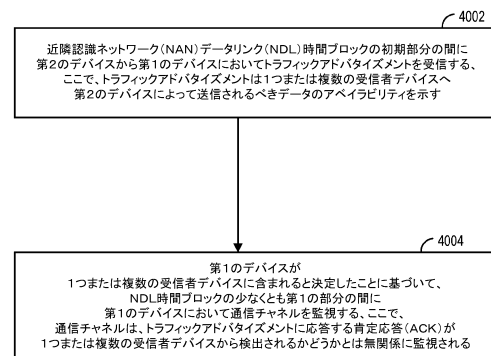 4002
近隣認識ネットワーク(NAN)データリンク(NDL)時間ブロックの初期部分の間に
第2のデバイスから第1のデバイスにおいてトラフィックアドバタイズメントを受信する、
ここで、トラフィックアドバタイズメントは1つまたは複数の受信者デバイスへ
第2のデバイスによって送信されるべきデータのアベイラビリティを示す
4004
第1のデバイスが
1つまたは複数の受信者デバイスに含まれると決定したことに基づいて、
NDL時間ブロックの少なくとも第1の部分の間に
第1のデバイスにおいて通信チャネルを監視する、ここで、
通信チャネルは、トラフィックアドバタイズメントに応答する肯定応答(ACK)が
1つまたは複数の受信者デバイスから検出されるかどうかとは無関係に監視される